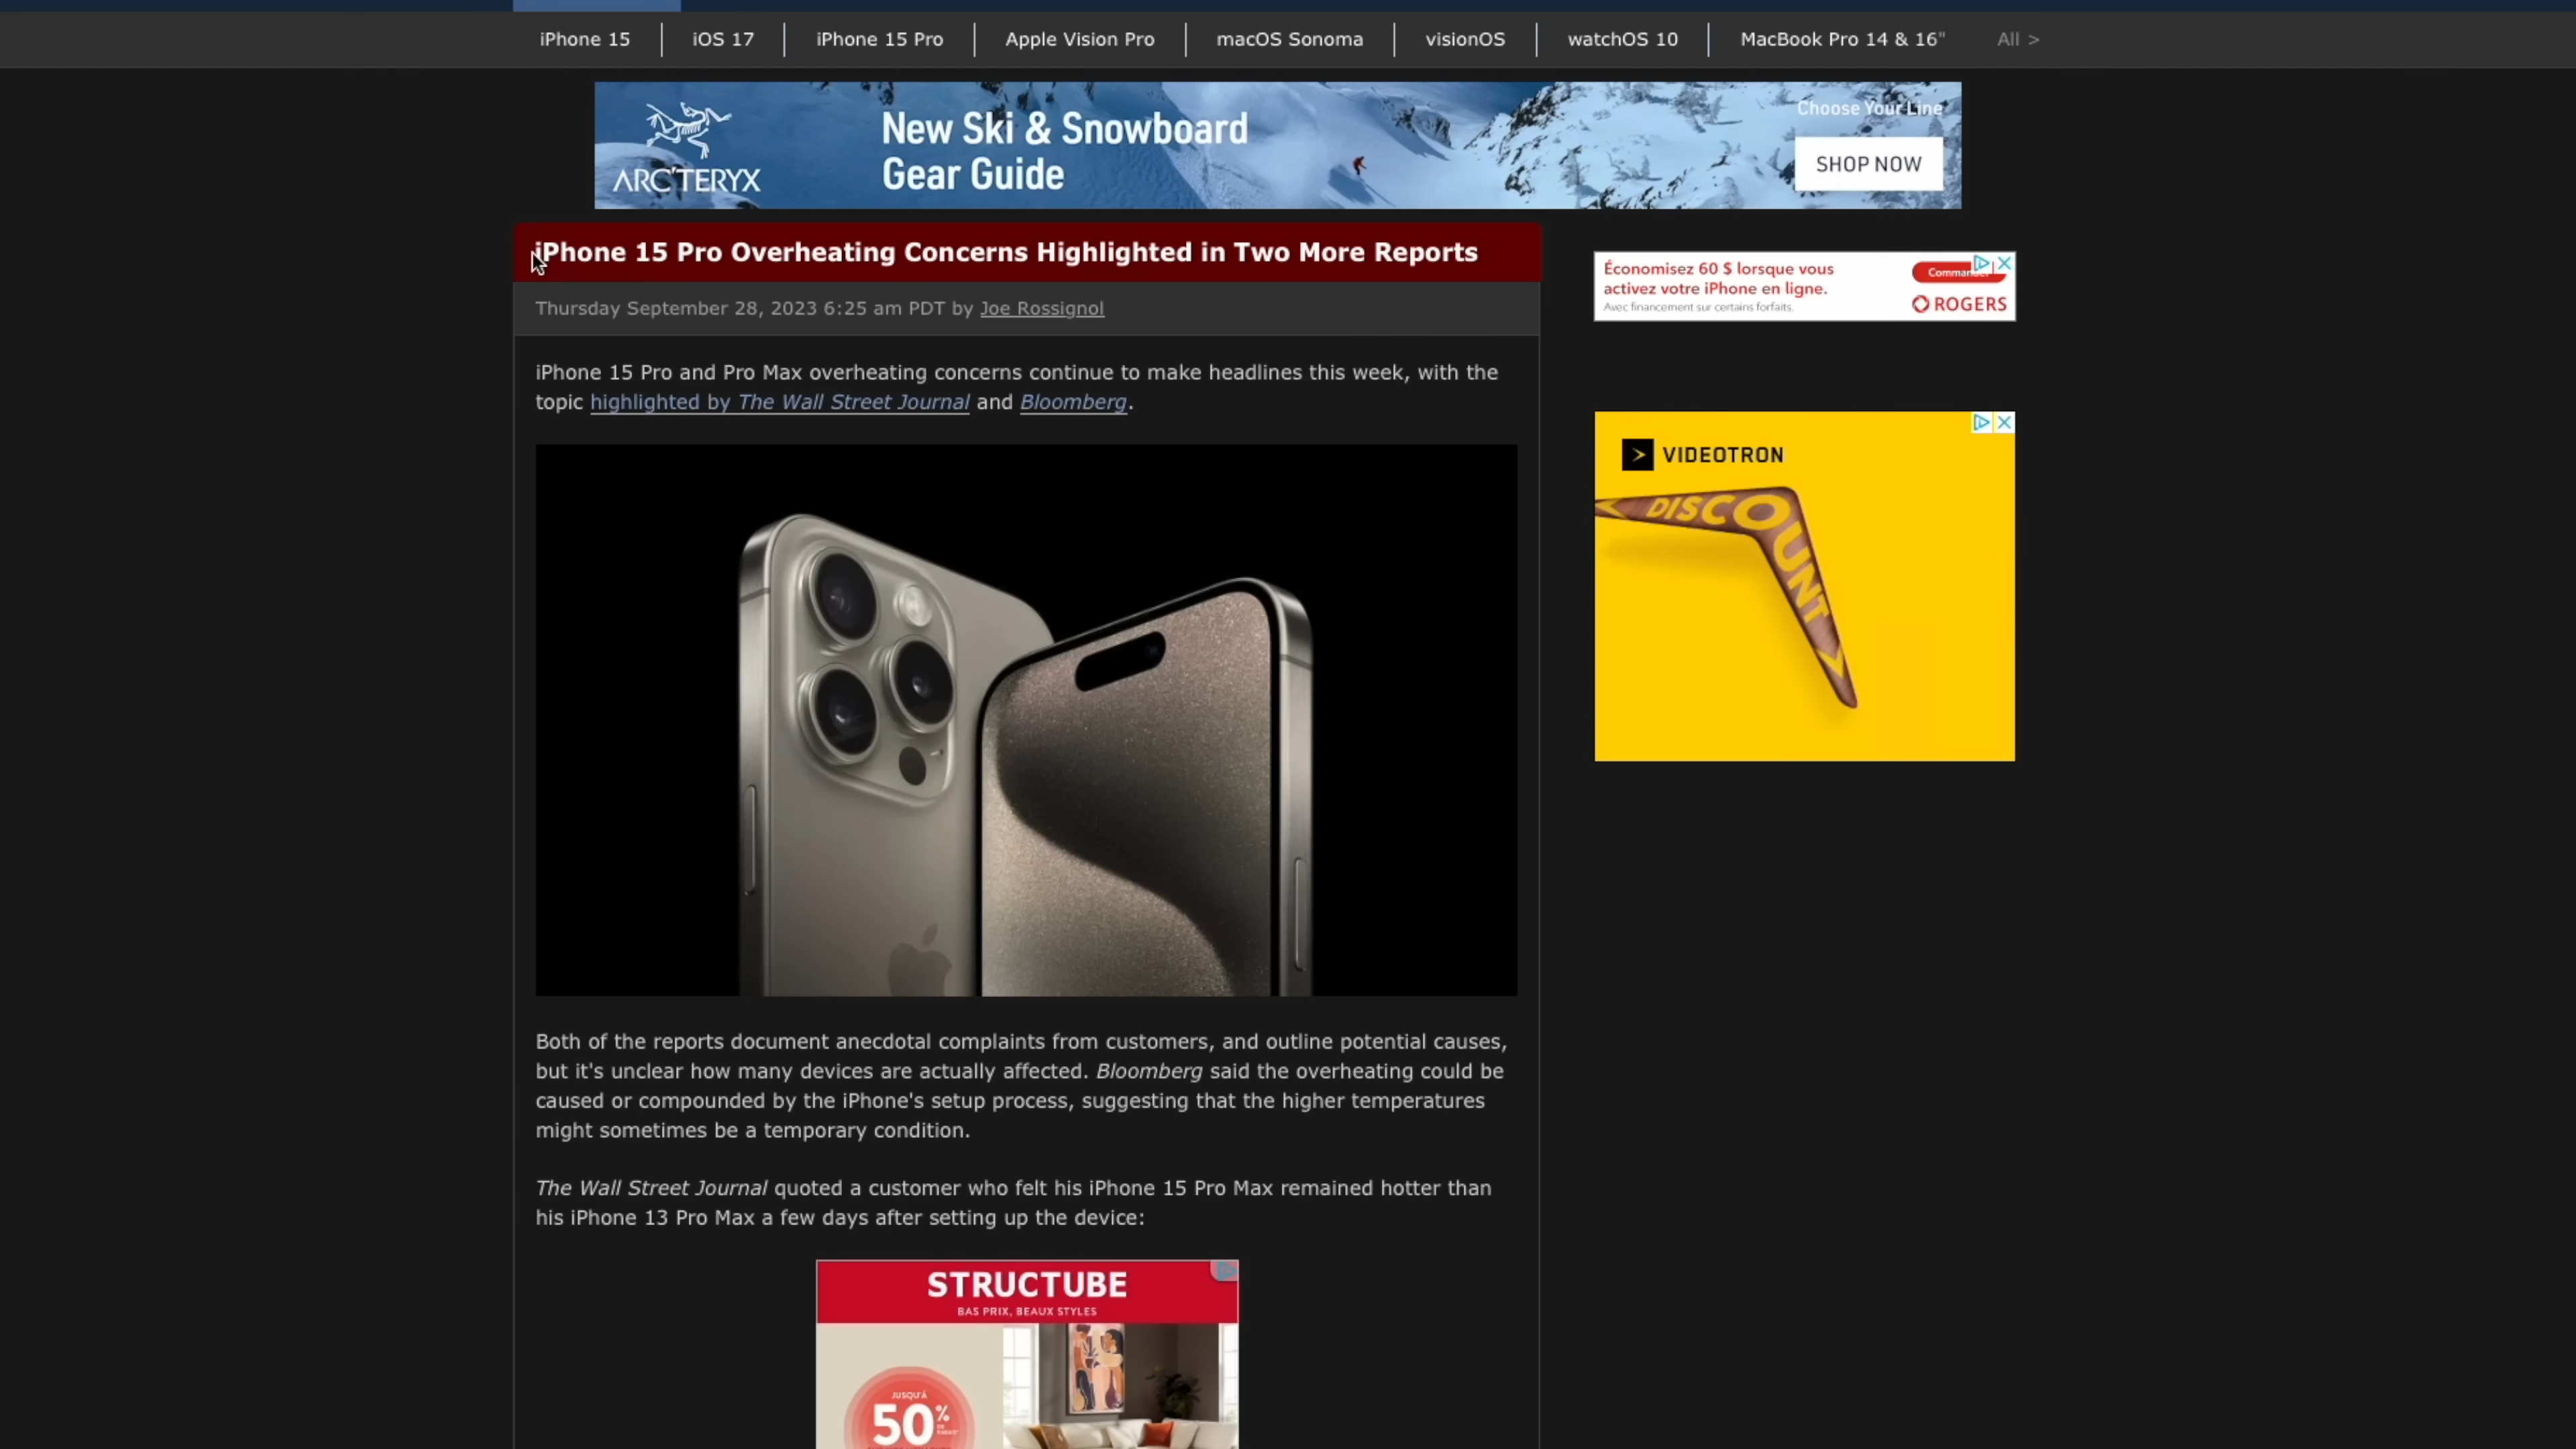 iPhone 15
iOS 17
iPhone 15 Pro
Apple Vision Pro
macOS Sonoma
visionOS
watchOS 10
MacBook Pro 14 & 16"
All >
ARC'TERYX
New Ski & Snowboard
Gear Guide
Choose Your Line
SHOP NOW
iPhone 15 Pro Overheating Concerns Highlighted in Two More Reports
Thursday September 28, 2023 6:25 am PDT by Joe Rossignol
iPhone 15 Pro and Pro Max overheating concerns continue to make headlines this week, with the
topic highlighted by The Wall Street Journal and Bloomberg.
Both of the reports document anecdotal complaints from customers, and outline potential causes,
but it's unclear how many devices are actually affected. Bloomberg said the overheating could be
caused or compounded by the iPhone's setup process, suggesting that the higher temperatures
might sometimes be a temporary condition.
The Wall Street Journal quoted a customer who felt his iPhone 15 Pro Max remained hotter than
his iPhone 13 Pro Max a few days after setting up the device:
STRUCTUBE
BAS PRIX, BEAUX STYLES
JUSQU'À
50%
Économisez 60 $ lorsque vous
activez votre iPhone en ligne.
Avec financement sur certains forfaits.
ROGERS
VIDEOTRON
DISCOUNT